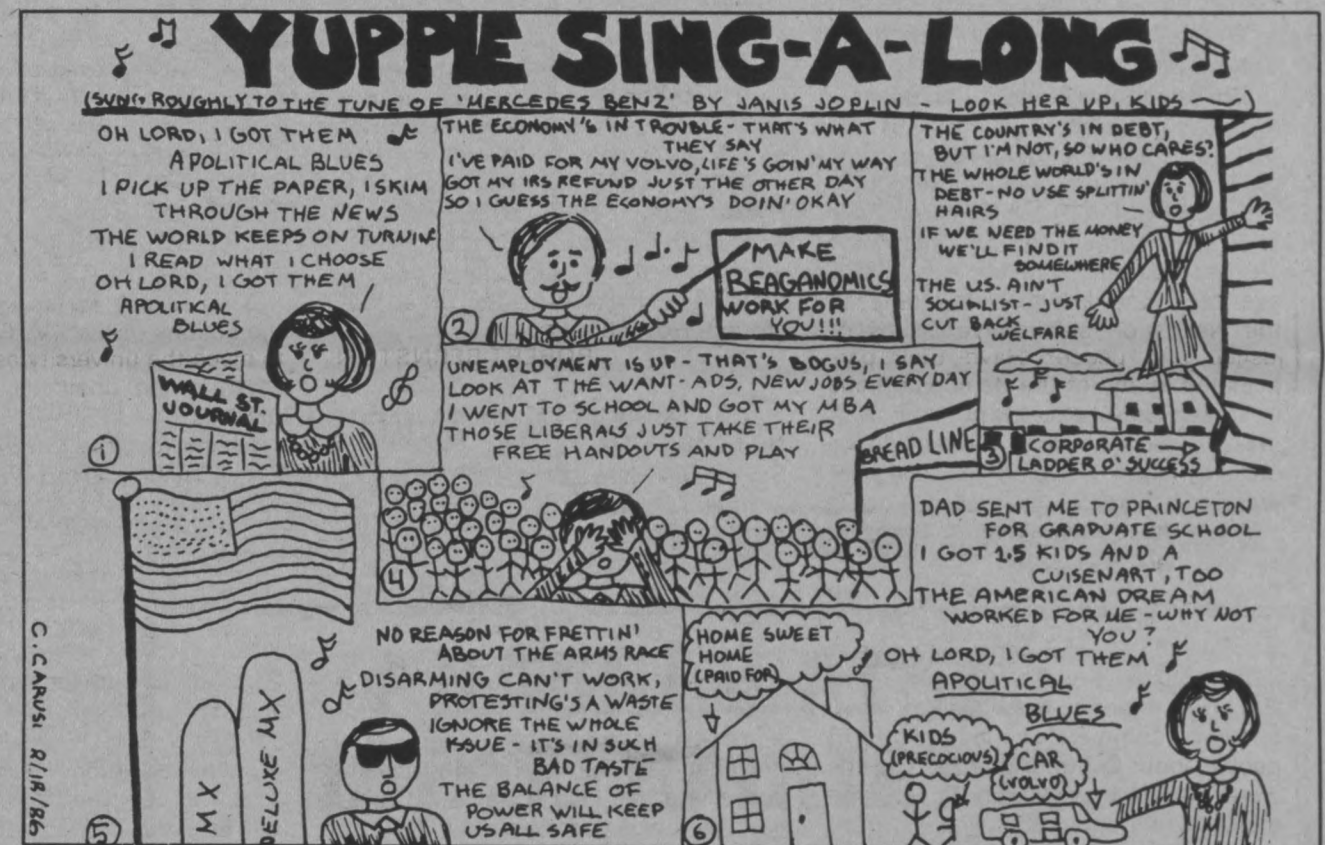 YUPPIE SING-A-LONG
(SUNG ROUGHLY TO THE TUNE OF 'MERCEDES BENZ' BY JANIS JOPLIN - LOOK HER UP, KIDS
OH LORD, I GOT THEM
APOLITICAL BLUES
I PICK UP THE PAPER, I SKIM
THROUGH THE NEWS
THE WORLD KEEPS ON TURNIN'
I READ WHAT I CHOOSE
OH LORD, I GOT THEM
APOLITICAL
BLUES
WALL ST.
JOURNAL
1
THE ECONOMY'S IN TROUBLE - THAT'S WHAT
THEY SAY
I'VE PAID FOR MY VOLVO, LIFE'S GOIN' MY WAY
GOT MY IRS REFUND JUST THE OTHER DAY
SO I GUESS THE ECONOMY'S DOIN' OKAY
MAKE
REAGANOMICS
WORK FOR
YOU!!!
2
THE COUNTRY'S IN DEBT,
BUT I'M NOT, SO WHO CARES?
THE WHOLE WORLD'S IN
DEBT - NO USE SPLITTIN'
HAIRS
IF WE NEED THE MONEY
WE'LL FIND IT
SOMEWHERE
THE U.S. AIN'T
SOCIALIST - JUST
CUT BACK
WELFARE
3
CORPORATE
LADDER O' SUCCESS
UNEMPLOYMENT IS UP - THAT'S BOGUS, I SAY
LOOK AT THE WANT-ADS, NEW JOBS EVERYDAY
I WENT TO SCHOOL AND GOT MY MBA
THOSE LIBERALS JUST TAKE THEIR
FREE HANDOUTS AND PLAY
BREAD LINE
4
NO REASON FOR FRETTIN'
ABOUT THE ARMS RACE
DISARMING CAN'T WORK,
PROTESTING'S A WASTE
IGNORE THE WHOLE
ISSUE - IT'S IN SUCH
BAD TASTE
THE BALANCE OF
POWER WILL KEEP
US ALL SAFE
MX
DELUXE MX
5
C. CARUSI
DAD SENT ME TO PRINCETON
FOR GRADUATE SCHOOL
I GOT 1.5 KIDS AND A
CUISENART, TOO
THE AMERICAN DREAM
WORKED FOR ME - WHY NOT
YOU?
OH LORD, I GOT THEM
APOLITICAL
BLUES
HOME SWEET
HOME
(PAID FOR)
KIDS
(PRECOCIOUS)
CAR
(VOLVO)
6